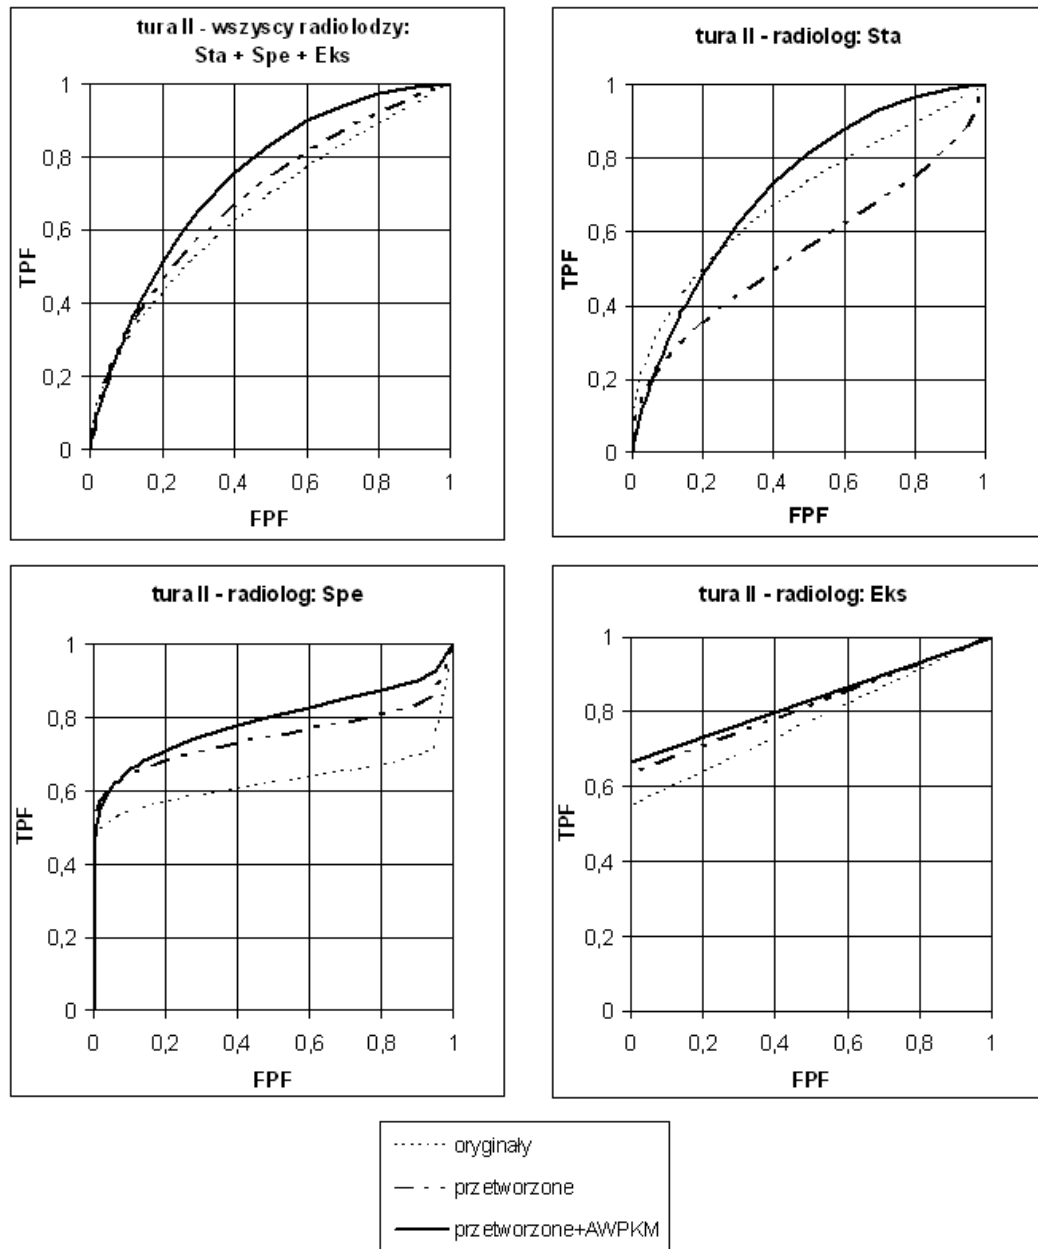 tura II - wszyscy radiolodzy:
Sta + Spe + Eks
1
0,8
0,6
0,4
0,2
0
TPF
0 0,2 0,4 0,6 0,8 1
FPF
tura II - radiolog: Sta
1
0,8
0,6
0,4
0,2
0
TPF
0 0,2 0,4 0,6 0,8 1
FPF
tura II - radiolog: Spe
1
0,8
0,6
0,4
0,2
0
TPF
0 0,2 0,4 0,6 0,8 1
FPF
tura II - radiolog: Eks
1
0,8
0,6
0,4
0,2
0
TPF
0 0,2 0,4 0,6 0,8 1
FPF
oryginały
przetworzone
przetworzone+AWPKM